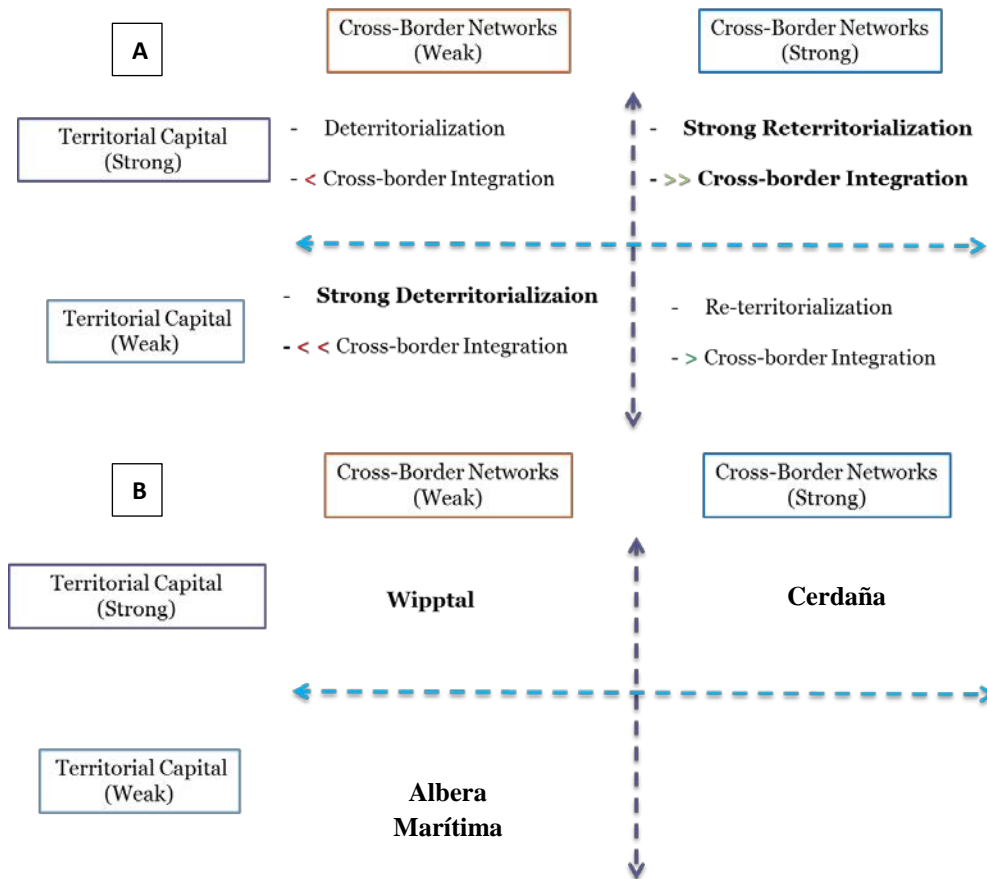 A
Cross-Border Networks
(Weak)
Cross-Border Networks
(Strong)
Territorial Capital
(Strong)
- Deterritorialization
- < Cross-border Integration
- Strong Reterritorialization
- >> Cross-border Integration
Territorial Capital
(Weak)
- Strong Deterritorializaion
- < < Cross-border Integration
- Re-territorialization
- > Cross-border Integration
B
Cross-Border Networks
(Weak)
Cross-Border Networks
(Strong)
Territorial Capital
(Strong)
Wipptal
Cerdaña
Territorial Capital
(Weak)
Albera
Marítima